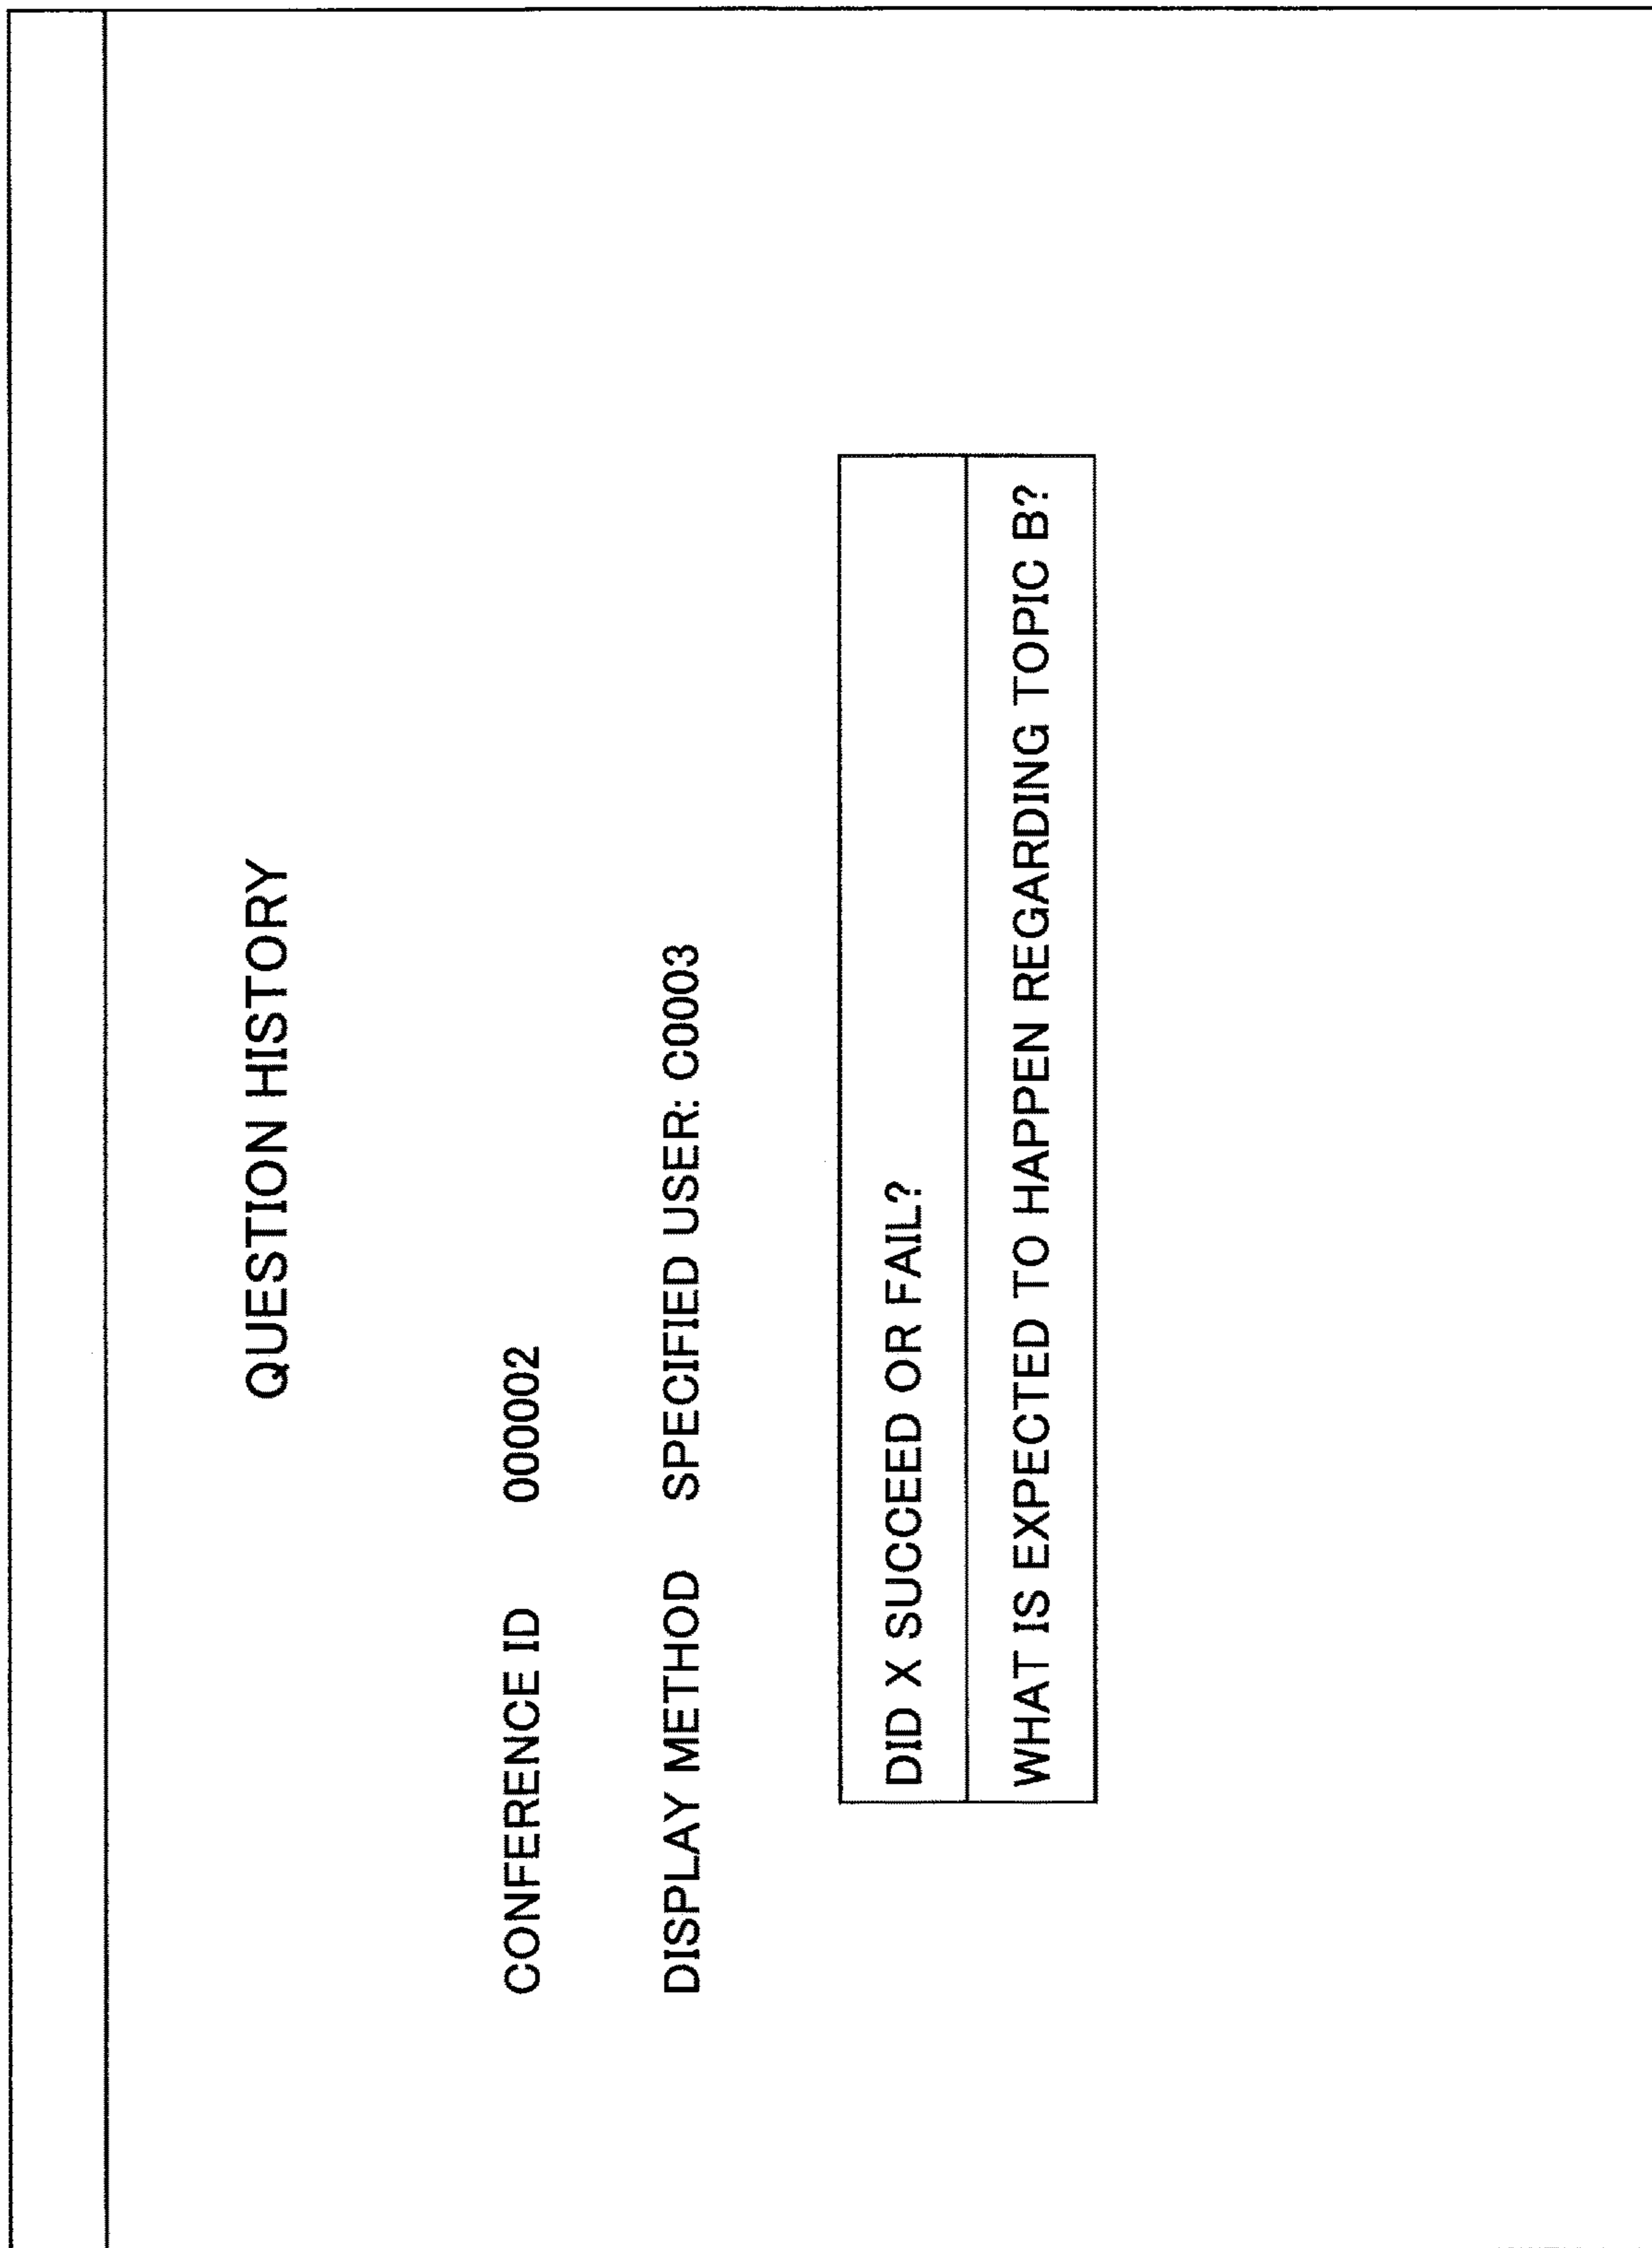 QUESTION HISTORY
CONFERENCE ID 000002
DISPLAY METHOD SPECIFIED USER: C0003
DID X SUCCEED OR FAIL?
WHAT IS EXPECTED TO HAPPEN REGARDING TOPIC B?